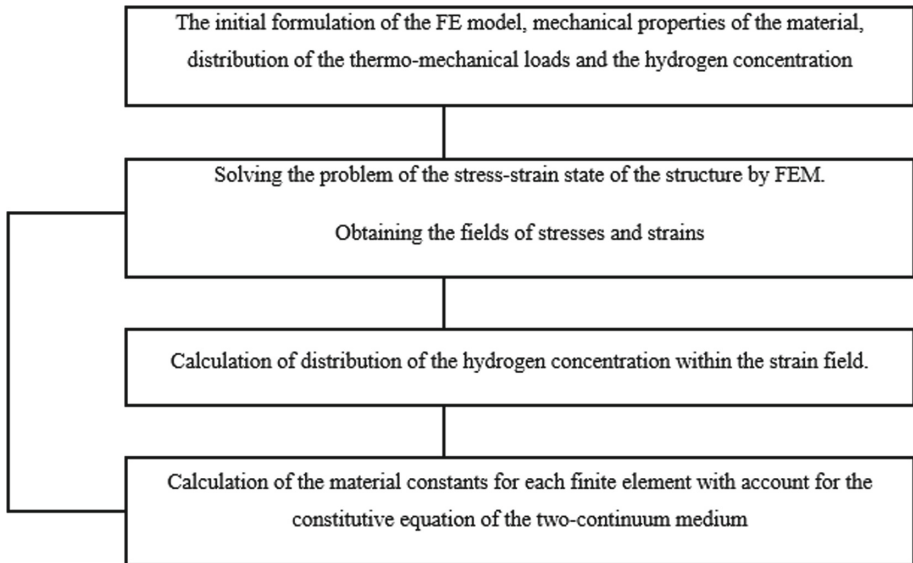 The initial formulation of the FE model, mechanical properties of the material,
distribution of the thermo-mechanical loads and the hydrogen concentration
Solving the problem of the stress-strain state of the structure by FEM.
Obtaining the fields of stresses and strains
Calculation of distribution of the hydrogen concentration within the strain field.
Calculation of the material constants for each finite element with account for the
constitutive equation of the two-continuum medium